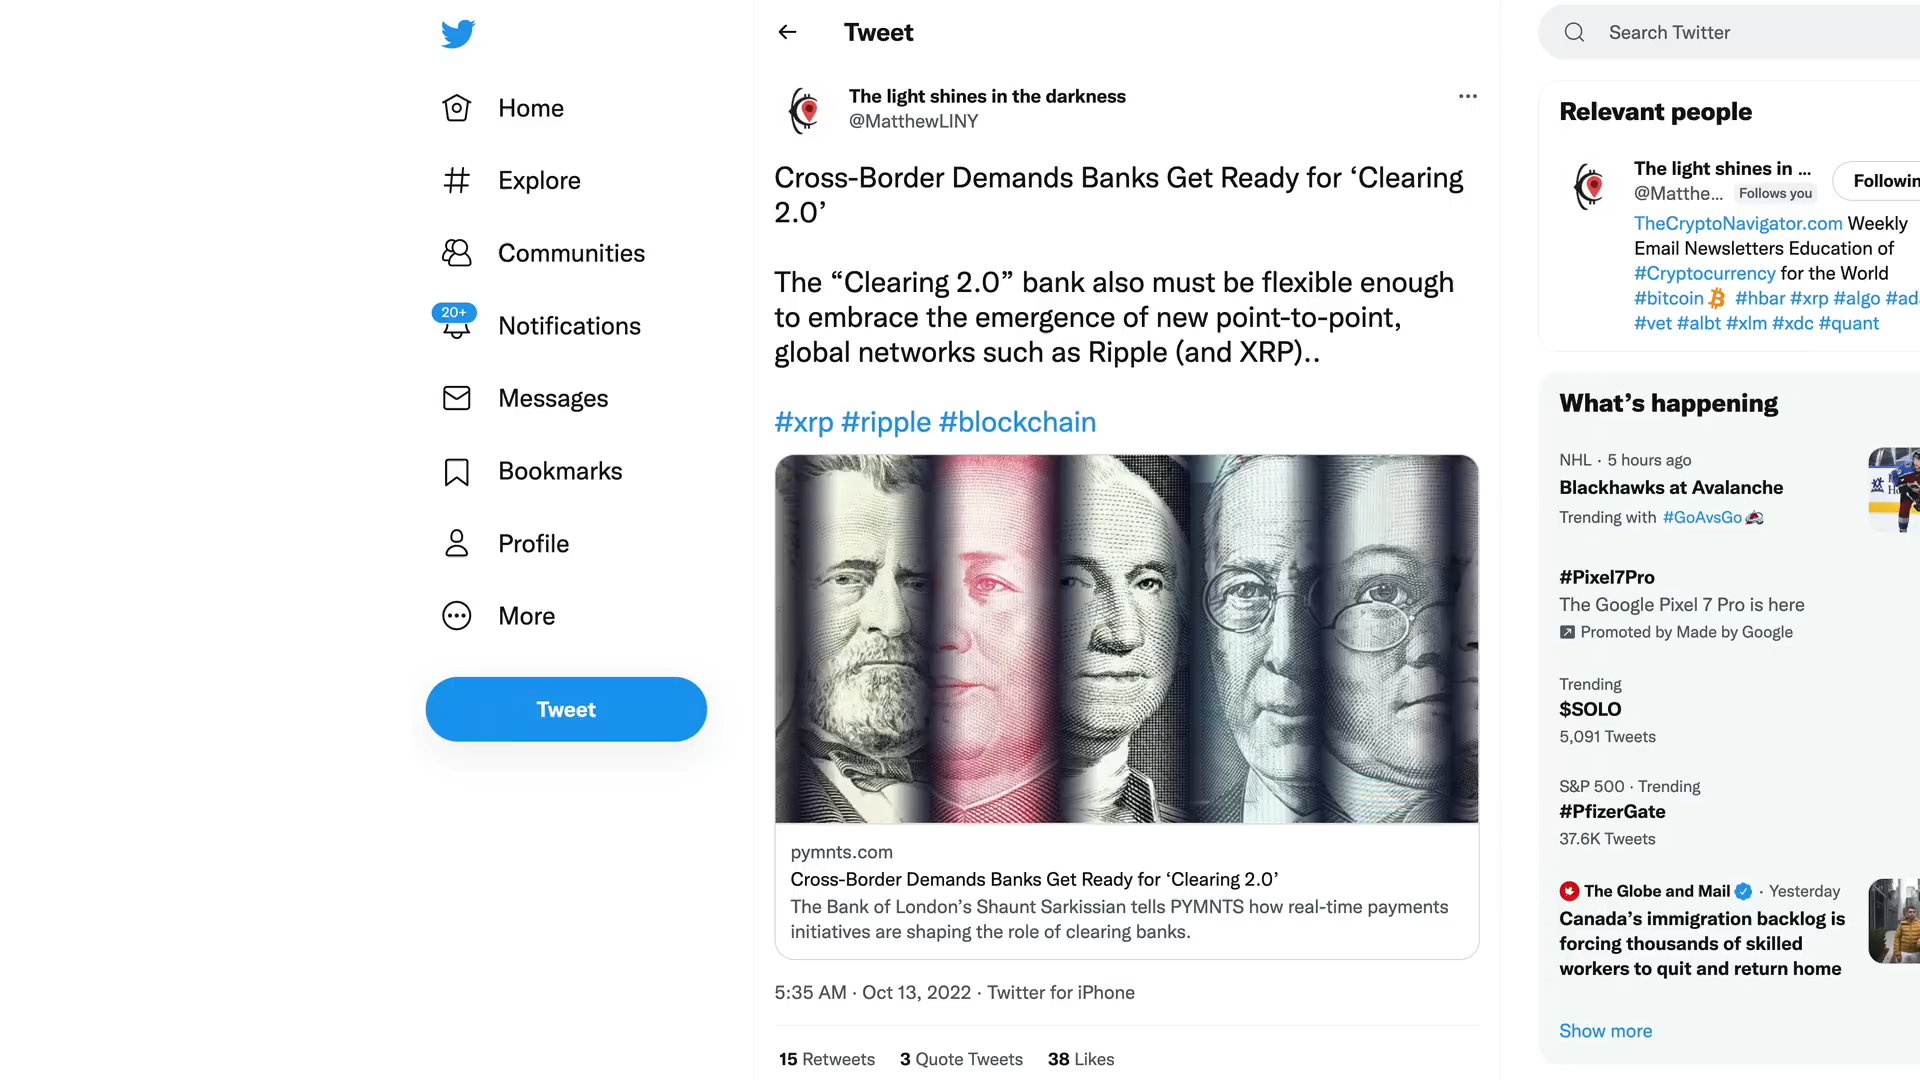 Home
Explore
Communities
20+
Notifications
Messages
Bookmarks
Profile
More
Tweet
Tweet
The light shines in the darkness
@MatthewLINY
Cross-Border Demands Banks Get Ready for ‘Clearing
2.0’
The “Clearing 2.0” bank also must be flexible enough
to embrace the emergence of new point-to-point,
global networks such as Ripple (and XRP)..
#xrp #ripple #blockchain
pymnts.com
Cross-Border Demands Banks Get Ready for ‘Clearing 2.0’
The Bank of London’s Shaunt Sarkissian tells PYMNTS how real-time payments
initiatives are shaping the role of clearing banks.
5:35 AM · Oct 13, 2022 · Twitter for iPhone
15 Retweets 3 Quote Tweets 38 Likes
Search Twitter
Relevant people
The light shines in ...
@Matthe... Follows you
Followin
TheCryptoNavigator.com Weekly
Email Newsletters Education of
#Cryptocurrency for the World
#bitcoin #hbar #xrp #algo #ad
#vet #albt #xlm #xdc #quant
What’s happening
NHL · 5 hours ago
Blackhawks at Avalanche
Trending with #GoAvsGo
#Pixel7Pro
The Google Pixel 7 Pro is here
Promoted by Made by Google
Trending
$SOLO
5,091 Tweets
S&P 500 · Trending
#PfizerGate
37.6K Tweets
The Globe and Mail · Yesterday
Canada’s immigration backlog is
forcing thousands of skilled
workers to quit and return home
Show more